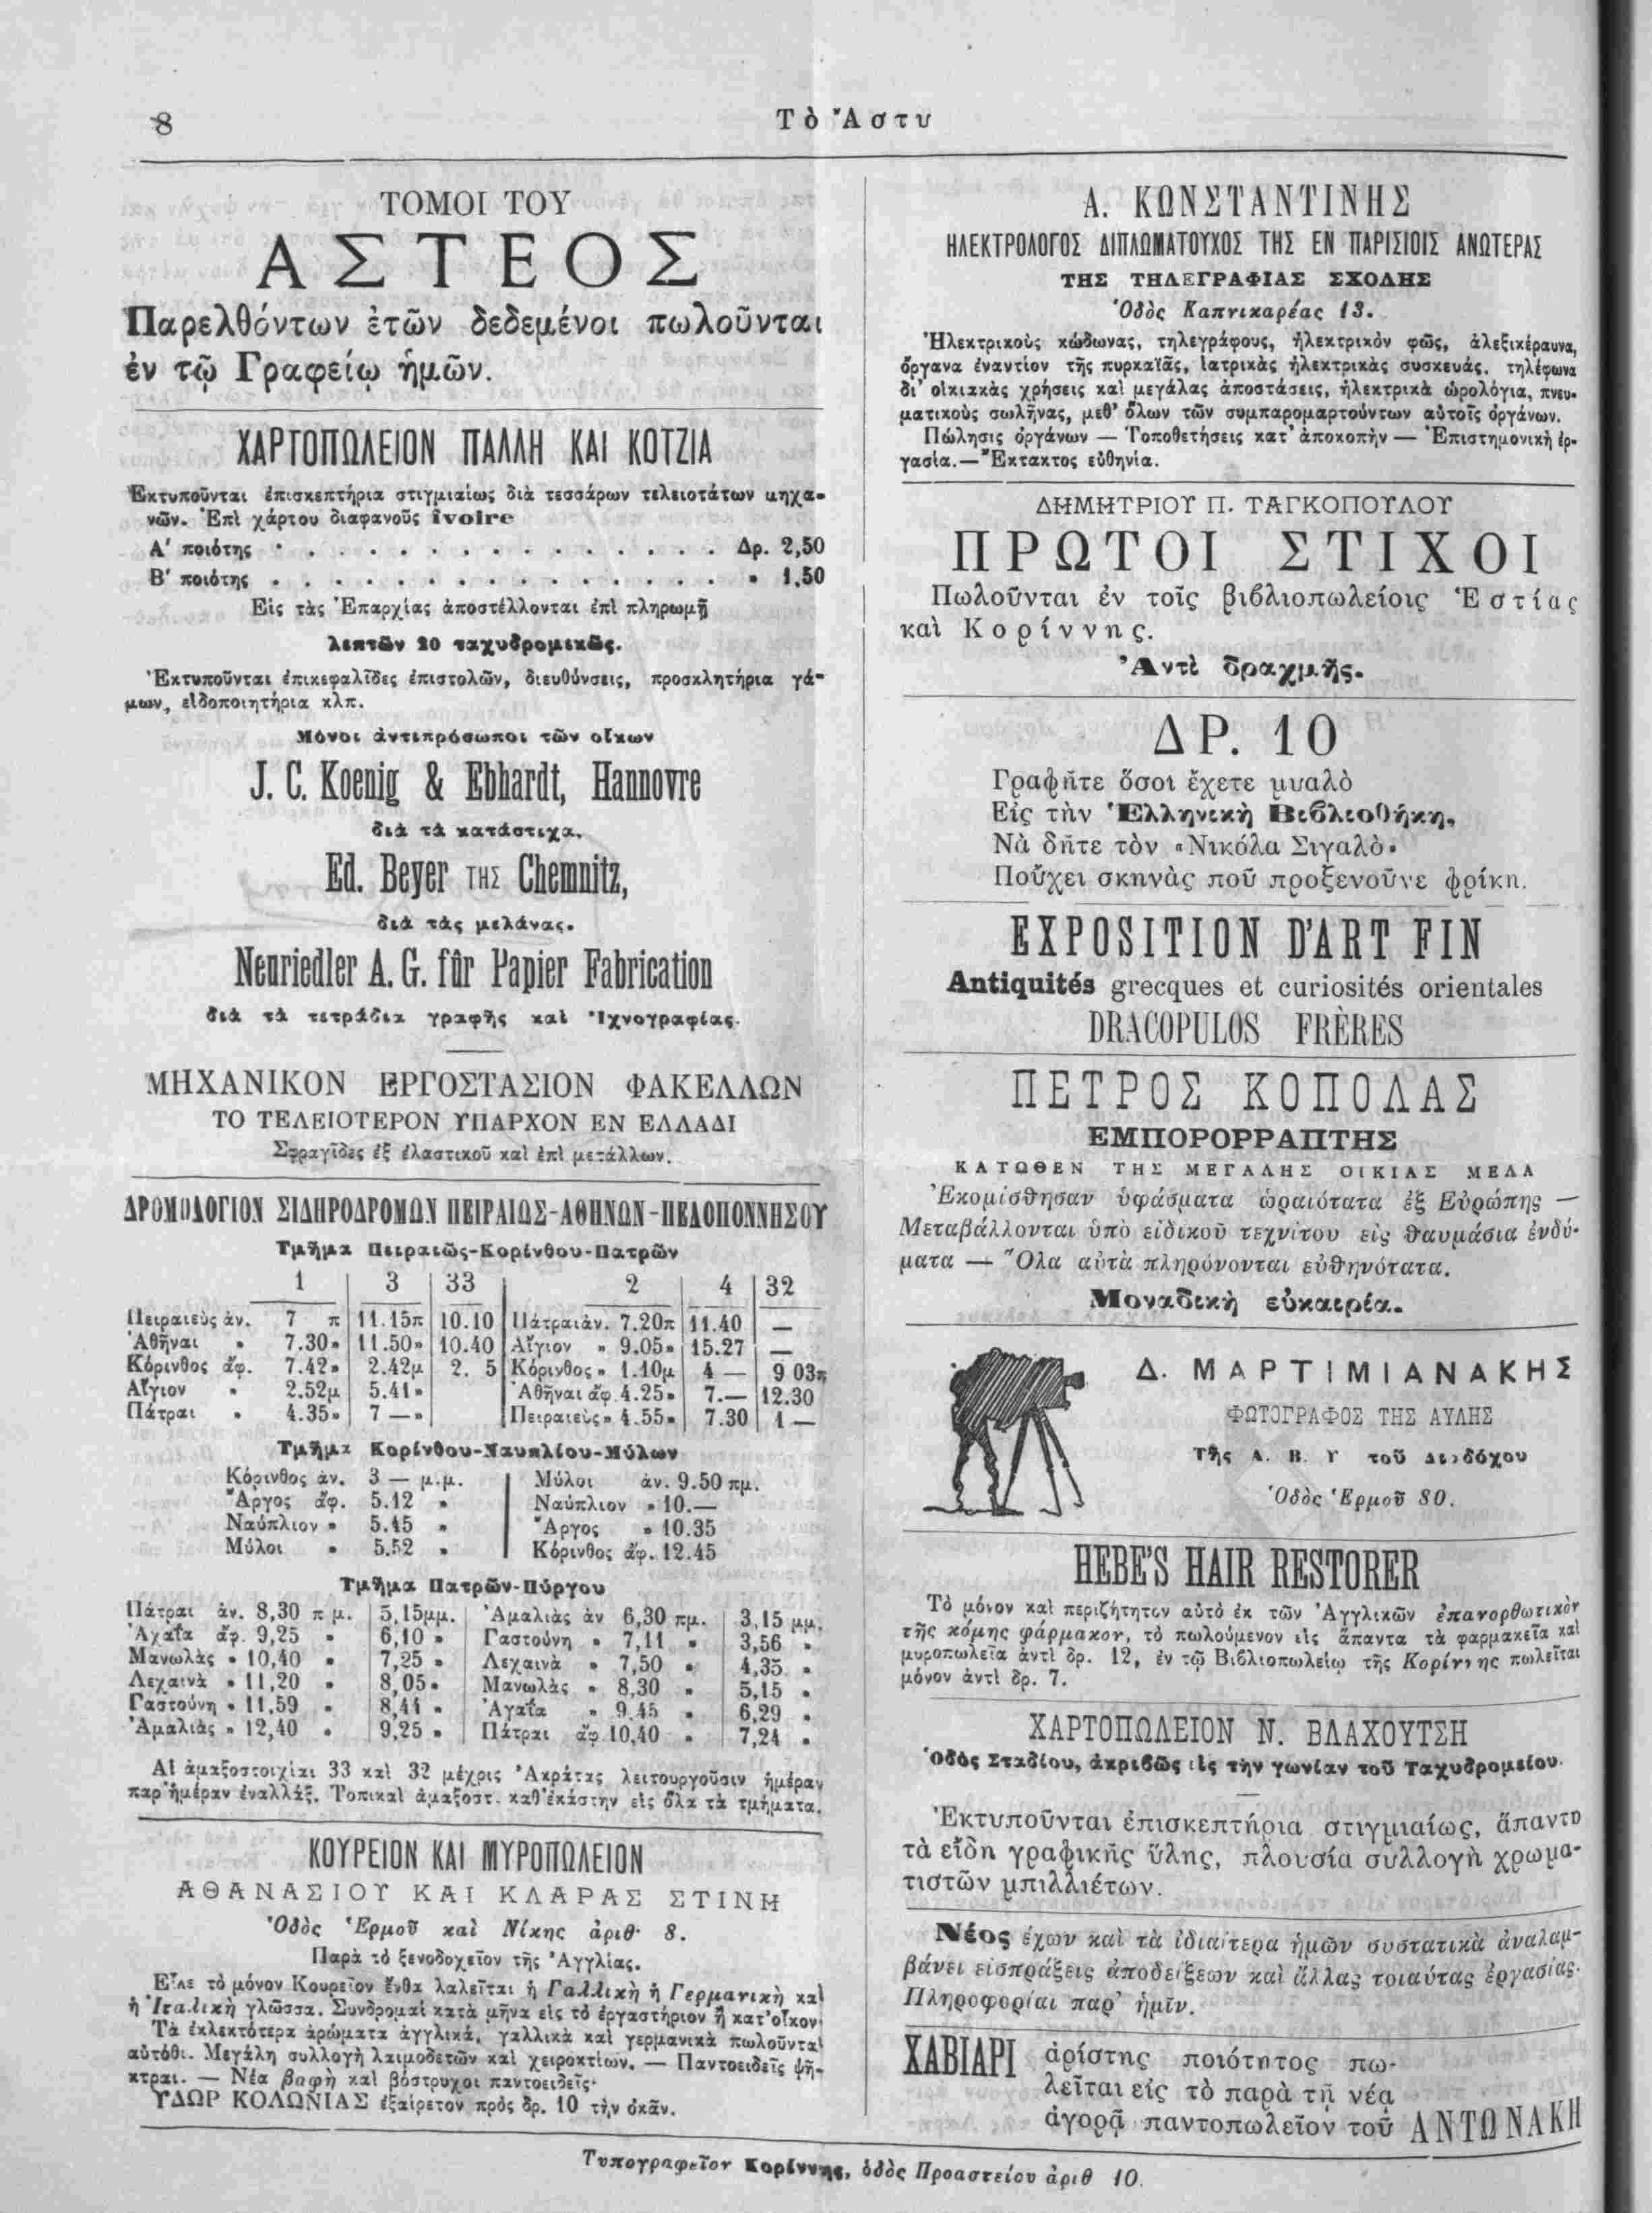 8
Τὸ Ἄστυ
ΤΟΜΟΙ ΤΟΥ
ΑΣΤΕΟΣ
Παρελθόντων ἐτῶν δεδεμένοι πωλοῦνται
ἐν τῷ Γραφείῳ ἡμῶν.
ΧΑΡΤΟΠΩΛΕΙΟΝ ΠΑΛΛΗ ΚΑΙ ΚΟΤΖΙΑ
Ἐκτυποῦνται ἐπισκεπτήρια στιγμιαίως διὰ τεσσάρων τελειοτάτων μηχα-
νῶν. Ἐπὶ χάρτου διαφανοῦς ivoire
Α' ποιότης . . . . . . . . . . . . . . Δρ. 2,50
Β' ποιότης . . . . . . . . . . . . . . » 1,50
Εἰς τὰς Ἐπαρχίας ἀποστέλλονται ἐπὶ πληρωμῇ
λεπτῶν 20 ταχυδρομικῶς.
Ἐκτυποῦνται ἐπικεφαλῖδες ἐπιστολῶν, διευθύνσεις, προσκλητήρια γά-
μων, εἰδοποιητήρια κλπ.
Μόνοι ἀντιπρόσωποι τῶν οἴκων
J. C. Koenig & Ebhardt, Hannovre
διὰ τὰ κατάστιχα.
Ed. Beyer ΤΗΣ Chemnitz,
διὰ τὰς μελάνας.
Neuriedler A. G. fûr Papier Fabrication
διὰ τὰ τετράδια γραφῆς καὶ Ἰχνογραφίας.
ΜΗΧΑΝΙΚΟΝ ΕΡΓΟΣΤΑΣΙΟΝ ΦΑΚΕΛΛΩΝ
ΤΟ ΤΕΛΕΙΟΤΕΡΟΝ ΥΠΑΡΧΟΝ ΕΝ ΕΛΛΑΔΙ
Σφραγῖδες ἐξ ἐλαστικοῦ καὶ ἐπὶ μετάλλων.
ΔΡΟΜΟΛΟΓΙΟΝ ΣΙΔΗΡΟΔΡΟΜΩΝ ΠΕΙΡΑΙΩΣ-ΑΘΗΝΩΝ-ΠΕΛΟΠΟΝΝΗΣΟΥ
Τμῆμα Πειραιῶς-Κορίνθου-Πατρῶν
1 3 33 2 4 32
Πειραιεὺς ἀν. 7 π 11.15π 10.10 Πάτραι ἀν. 7.20π 11.40 —
Ἀθῆναι » 7.30» 11.50» 10.40 Αἴγιον » 9.05» 15.27 —
Κόρινθος ἀφ. 7.42» 2.42μ 2. 5 Κόρινθος» 1.10μ 4 — 9 03π
Αἴγιον » 2.52μ 5.41» Ἀθῆναι ἀφ. 4.25» 7.— 12.30
Πάτραι » 4.35» 7 —» Πειραιεὺς» 4.55» 7.30 1 —
Τμῆμα Κορίνθου-Ναυπλίου-Μύλων
Κόρινθος ἀν. 3 — μ.μ. Μύλοι ἀν. 9.50 πμ.
Ἄργος ἀφ. 5.12 » Ναύπλιον » 10.—
Ναύπλιον » 5.45 » Ἄργος » 10.35
Μύλοι » 5.52 » Κόρινθος ἀφ. 12.45
Τμῆμα Πατρῶν-Πύργου
Πάτραι ἀν. 8,30 π μ. 5,15μμ. Ἀμαλιὰς ἀν 6,30 πμ. 3,15 μμ.
Ἀχαΐα ἀφ. 9,25 » 6,10 » Γαστούνη » 7,11 » 3,56 »
Μανωλὰς » 10,40 » 7,25 » Λεχαινὰ » 7,50 » 4,35 »
Λεχαινὰ » 11,20 » 8,05» Μανωλὰς » 8,30 » 5,15 »
Γαστούνη » 11,59 » 8,44 » Ἀχαΐα » 9,45 » 6,29 »
Ἀμαλιὰς » 12,40 » 9,25 » Πάτραι ἀφ 10,40 » 7,24 »
Αἱ ἁμαξοστοιχίαι 33 καὶ 32 μέχρις Ἀκράτας λειτουργοῦσιν ἡμέραν
παρ' ἡμέραν ἐναλλάξ. Τοπικαὶ ἁμαξοστ. καθ' ἑκάστην εἰς ὅλα τὰ τμήματα.
ΚΟΥΡΕΙΟΝ ΚΑΙ ΜΥΡΟΠΩΛΕΙΟΝ
ΑΘΑΝΑΣΙΟΥ ΚΑΙ ΚΛΑΡΑΣ ΣΤΙΝΗ
Ὁδὸς Ἑρμοῦ καὶ Νίκης ἀριθ. 8.
Παρὰ τὸ ξενοδοχεῖον τῆς Ἀγγλίας.
Εἶνε τὸ μόνον Κουρεῖον ἔνθα λαλεῖται ἡ Γαλλικὴ ἡ Γερμανικὴ καὶ
ἡ Ἰταλικὴ γλῶσσα. Συνδρομαὶ κατὰ μῆνα εἰς τὸ ἐργαστήριον ἢ κατ' οἶκον·
Τὰ ἐκλεκτότερα ἀρώματα ἀγγλικά, γαλλικὰ καὶ γερμανικὰ πωλοῦνται
αὐτόθι. Μεγάλη συλλογὴ λαιμοδετῶν καὶ χειροκτίων. — Παντοειδεῖς ψή-
κτραι. — Νέα βαφὴ καὶ βόστρυχοι παντοειδεῖς·
ΥΔΩΡ ΚΟΛΩΝΙΑΣ ἐξαίρετον πρὸς δρ. 10 τὴν ὀκᾶν.
Α. ΚΩΝΣΤΑΝΤΙΝΗΣ
ΗΛΕΚΤΡΟΛΟΓΟΣ ΔΙΠΛΩΜΑΤΟΥΧΟΣ ΤΗΣ ΕΝ ΠΑΡΙΣΙΟΙΣ ΑΝΩΤΕΡΑΣ
ΤΗΣ ΤΗΛΕΓΡΑΦΙΑΣ ΣΧΟΛΗΣ
Ὁδὸς Καπνικαρέας 13.
Ἠλεκτρικοὺς κώδωνας, τηλεγράφους, ἠλεκτρικὸν φῶς, ἀλεξικέραυνα,
ὄργανα ἐναντίον τῆς πυρκαϊᾶς, ἰατρικὰς ἠλεκτρικὰς συσκευάς, τηλέφωνα
δι' οἰκιακὰς χρήσεις καὶ μεγάλας ἀποστάσεις, ἠλεκτρικὰ ὡρολόγια, πνευ-
ματικοὺς σωλῆνας, μεθ' ὅλων τῶν συμπαρομαρτούντων αὐτοῖς ὀργάνων.
Πώλησις ὀργάνων — Τοποθετήσεις κατ' ἀποκοπὴν — Ἐπιστημονικὴ ἐρ-
γασία.—Ἔκτακτος εὐθηνία.
ΔΗΜΗΤΡΙΟΥ Π. ΤΑΓΚΟΠΟΥΛΟΥ
ΠΡΩΤΟΙ ΣΤΙΧΟΙ
Πωλοῦνται ἐν τοῖς βιβλιοπωλείοις Ἑστίας
καὶ Κορίννης.
Ἀντὶ δραχμῆς.
ΔΡ. 10
Γραφῆτε ὅσοι ἔχετε μυαλὸ
Εἰς τὴν Ἑλληνικὴ Βιβλιοθήκη,
Νὰ δῆτε τὸν «Νικόλα Σιγαλὸ»
Ποὔχει σκηνὰς ποῦ προξενοῦνε φρίκη.
EXPOSITION D'ART FIN
Antiquités grecques et curiosités orientales
DRACOPULOS FRÈRES
ΠΕΤΡΟΣ ΚΟΠΟΛΑΣ
ΕΜΠΟΡΟΡΡΑΠΤΗΣ
ΚΑΤΩΘΕΝ ΤΗΣ ΜΕΓΑΛΗΣ ΟΙΚΙΑΣ ΜΕΛΑ
Ἐκομίσθησαν ὑφάσματα ὡραιότατα ἐξ Εὐρώπης —
Μεταβάλλονται ὑπὸ εἰδικοῦ τεχνίτου εἰς θαυμάσια ἐνδύ-
ματα — Ὅλα αὐτὰ πληρόνονται εὐθηνότατα.
Μοναδικὴ εὐκαιρία.
Δ. ΜΑΡΤΙΜΙΑΝΑΚΗΣ
ΦΩΤΟΓΡΑΦΟΣ ΤΗΣ ΑΥΛΗΣ
Τῆς Α. Β. Υ τοῦ Διαδόχου
Ὁδὸς Ἑρμοῦ 80.
HEBE'S HAIR RESTORER
Τὸ μόνον καὶ περιζήτητον αὐτὸ ἐκ τῶν Ἀγγλικῶν ἐπανορθωτικὸν
τῆς κόμης φάρμακον, τὸ πωλούμενον εἰς ἅπαντα τὰ φαρμακεῖα καὶ
μυροπωλεῖα ἀντὶ δρ. 12, ἐν τῷ Βιβλιοπωλείῳ τῆς Κορίννης πωλεῖται
μόνον ἀντὶ δρ. 7.
ΧΑΡΤΟΠΩΛΕΙΟΝ Ν. ΒΛΑΧΟΥΤΣΗ
Ὁδὸς Σταδίου, ἀκριβῶς εἰς τὴν γωνίαν τοῦ Ταχυδρομείου.
Ἐκτυποῦνται ἐπισκεπτήρια στιγμιαίως, ἅπαντα
τὰ εἴδη γραφικῆς ὕλης, πλουσία συλλογὴ χρωμα-
τιστῶν μπιλλιέτων.
Νέος ἔχων καὶ τὰ ἰδιαίτερα ἡμῶν συστατικὰ ἀναλαμ-
βάνει εἰσπράξεις ἀποδείξεων καὶ ἄλλας τοιαύτας ἐργασίας.
Πληροφορίαι παρ' ἡμῖν.
ΧΑΒΙΑΡΙ ἀρίστης ποιότητος πω-
λεῖται εἰς τὸ παρὰ τῇ νέᾳ
ἀγορᾷ παντοπωλεῖον τοῦ ΑΝΤΩΝΑΚΗ
Τυπογραφεῖον Κορίννης, ὁδὸς Προαστείου ἀριθ 10.